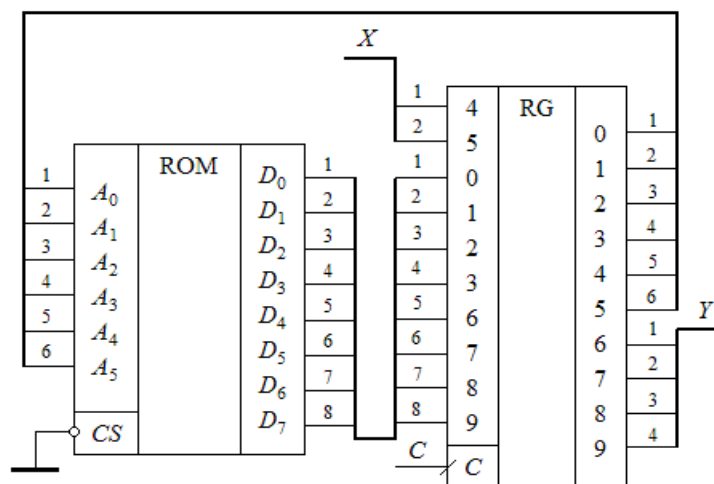 X
1 4 RG
2 5 0 1
1 ROM D0 1 1 0 1 2
1 A0 D1 2 2 1 2 3
2 A1 D2 3 3 2 3 4
3 A2 D3 4 4 3 4 5
4 A3 D4 5 5 6 5 6
5 A4 D5 6 6 7 6 1 Y
6 A5 D6 7 7 8 7 2
D7 8 8 9 8 3
CS C C 9 4